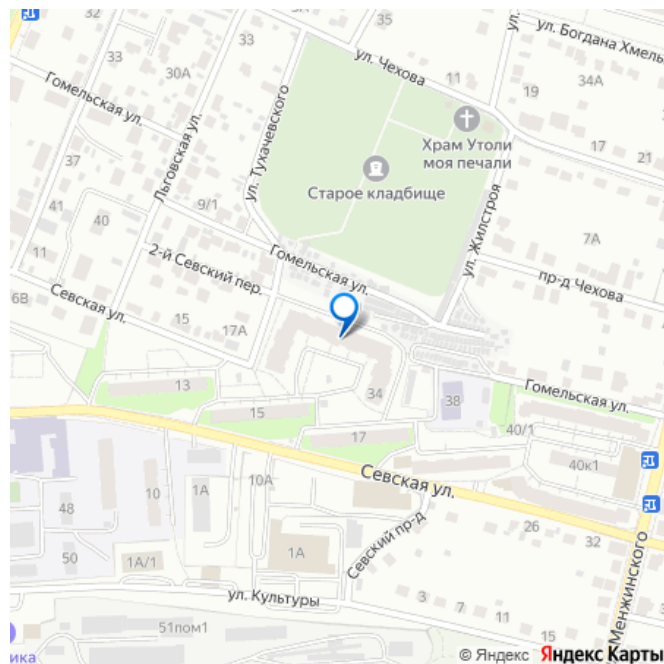 ул.
ул. Богдана Хмель
33
ул. Чехова
33
30А
11
34А
19
Гомельская ул.
Храм Утоли
моя печали
17
21
37
ул. Тухачевского
Льговская ул.
Старое кладбище
41
40
9/1
ул. Жилстроя
7А
11
2-й Севский пер.
Гомельская ул.
пр-д Чехова
6В
Севская ул.
15
17А
13
34
38
Гомельская ул.
15
17
40/1
40к1
Севская ул.
10А
1А
10
48
26
32
50
1А/1
1А
Севский пр-д
Менжинского
ул. Культуры
3
7
11
51пом1
15
ика
© Яндекс Яндекс Карты